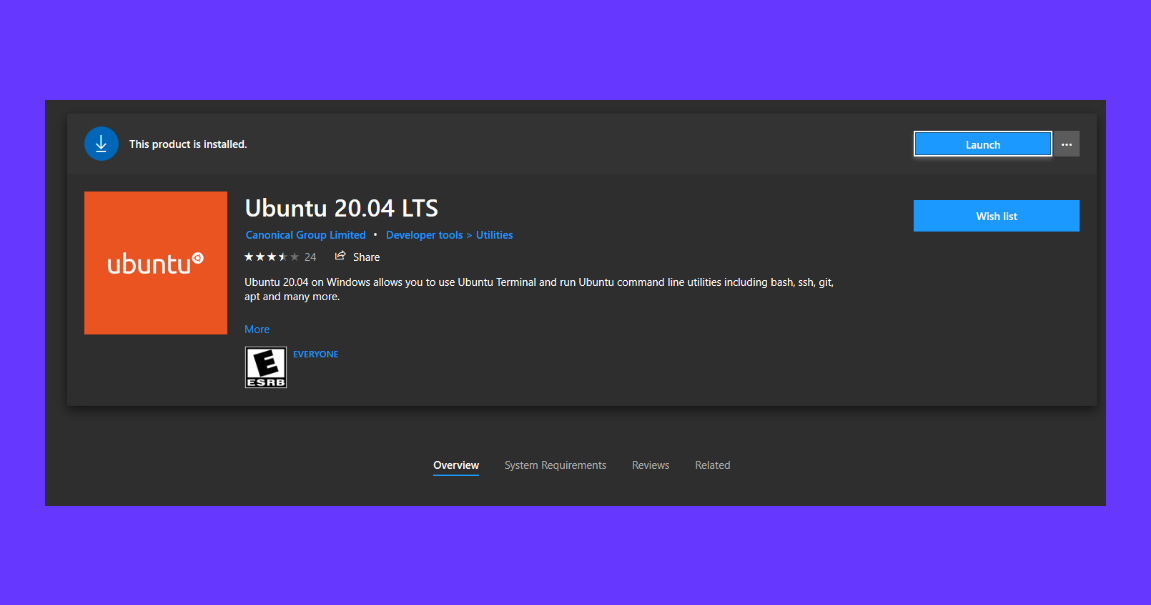 This product is installed.
Launch
...
ubuntu
Ubuntu 20.04 LTS
Canonical Group Limited • Developer tools > Utilities
24 Share
Ubuntu 20.04 on Windows allows you to use Ubuntu Terminal and run Ubuntu command line utilities including bash, ssh, git,
apt and many more.
More
Wish list
E
ESRB
EVERYONE
Overview System Requirements Reviews Related